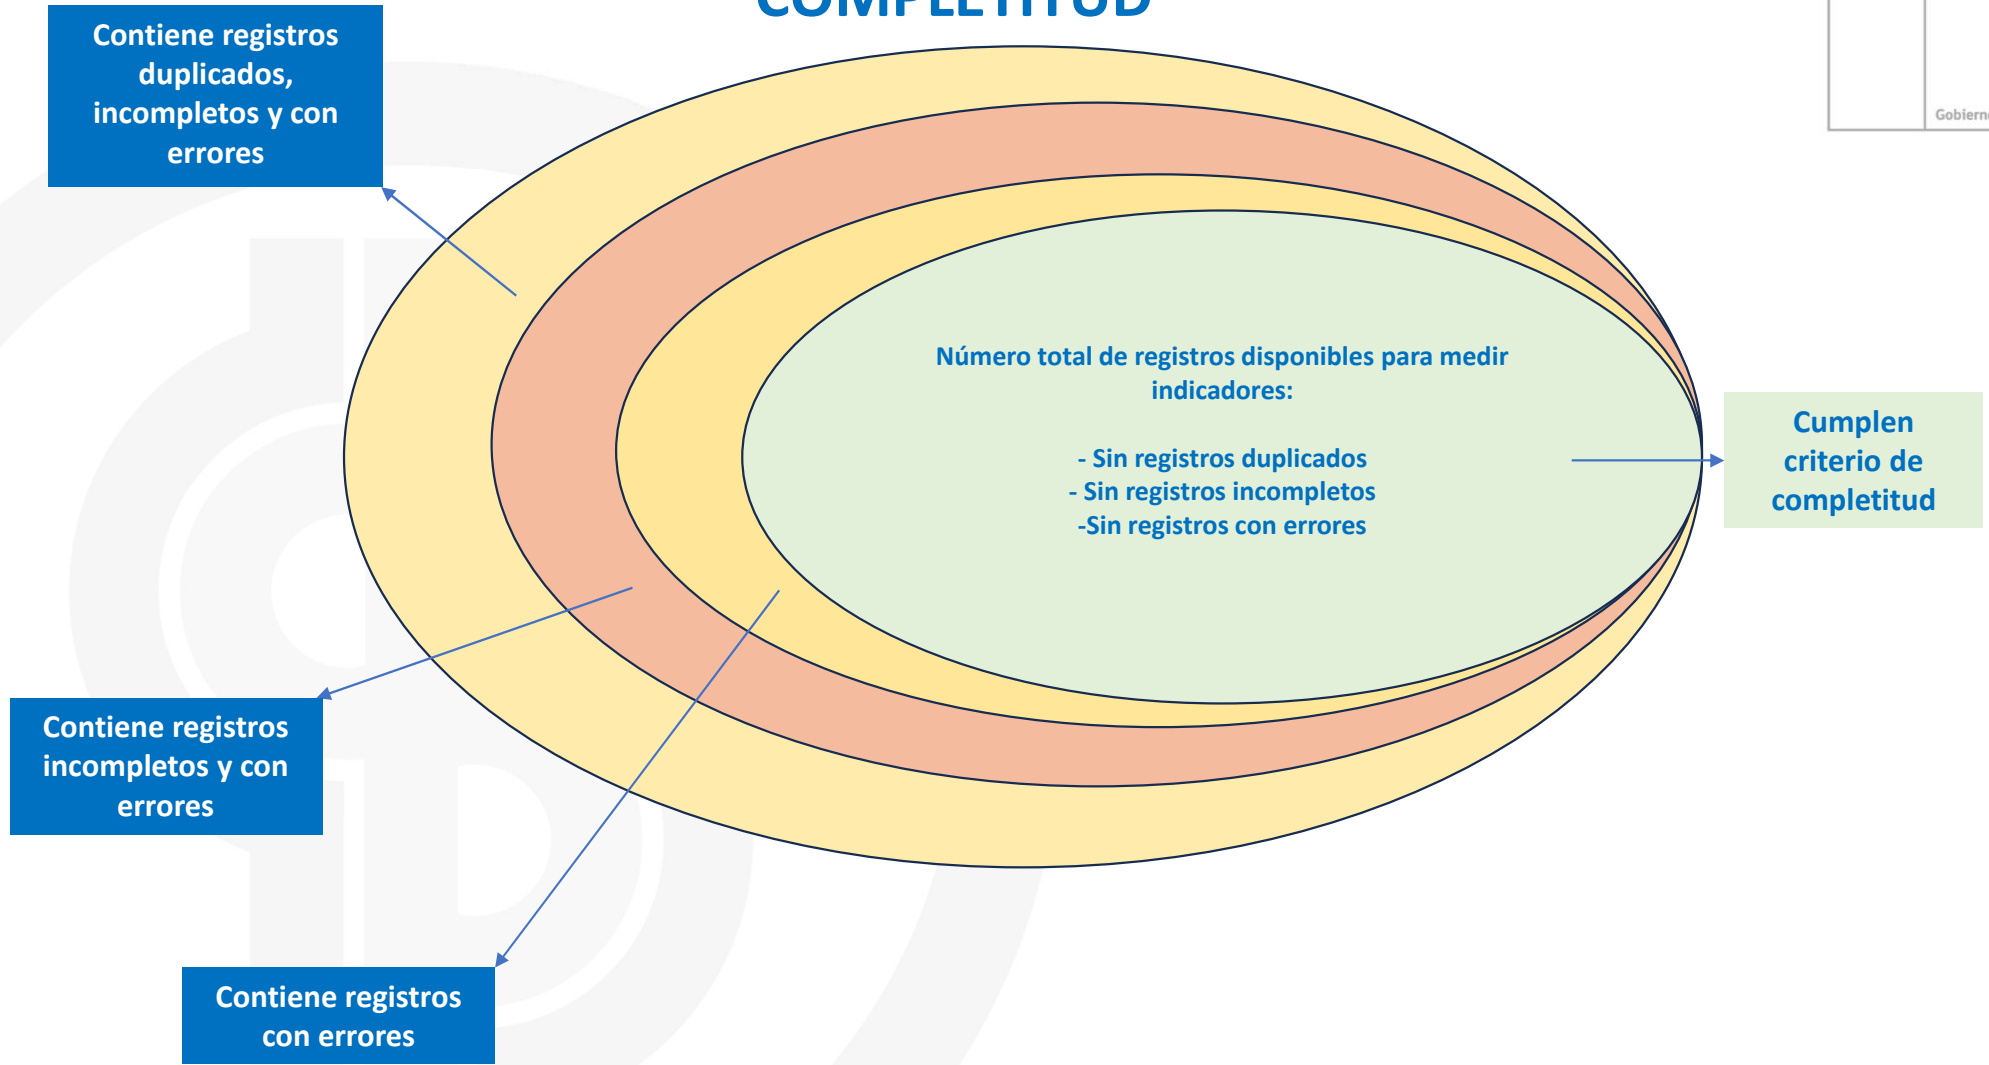 COMPLETITUD
Contiene registros
duplicados,
incompletos y con
errores
Número total de registros disponibles para medir
indicadores:
- Sin registros duplicados
- Sin registros incompletos
-Sin registros con errores
Cumplen
criterio de
completitud
Contiene registros
incompletos y con
errores
Contiene registros
con errores